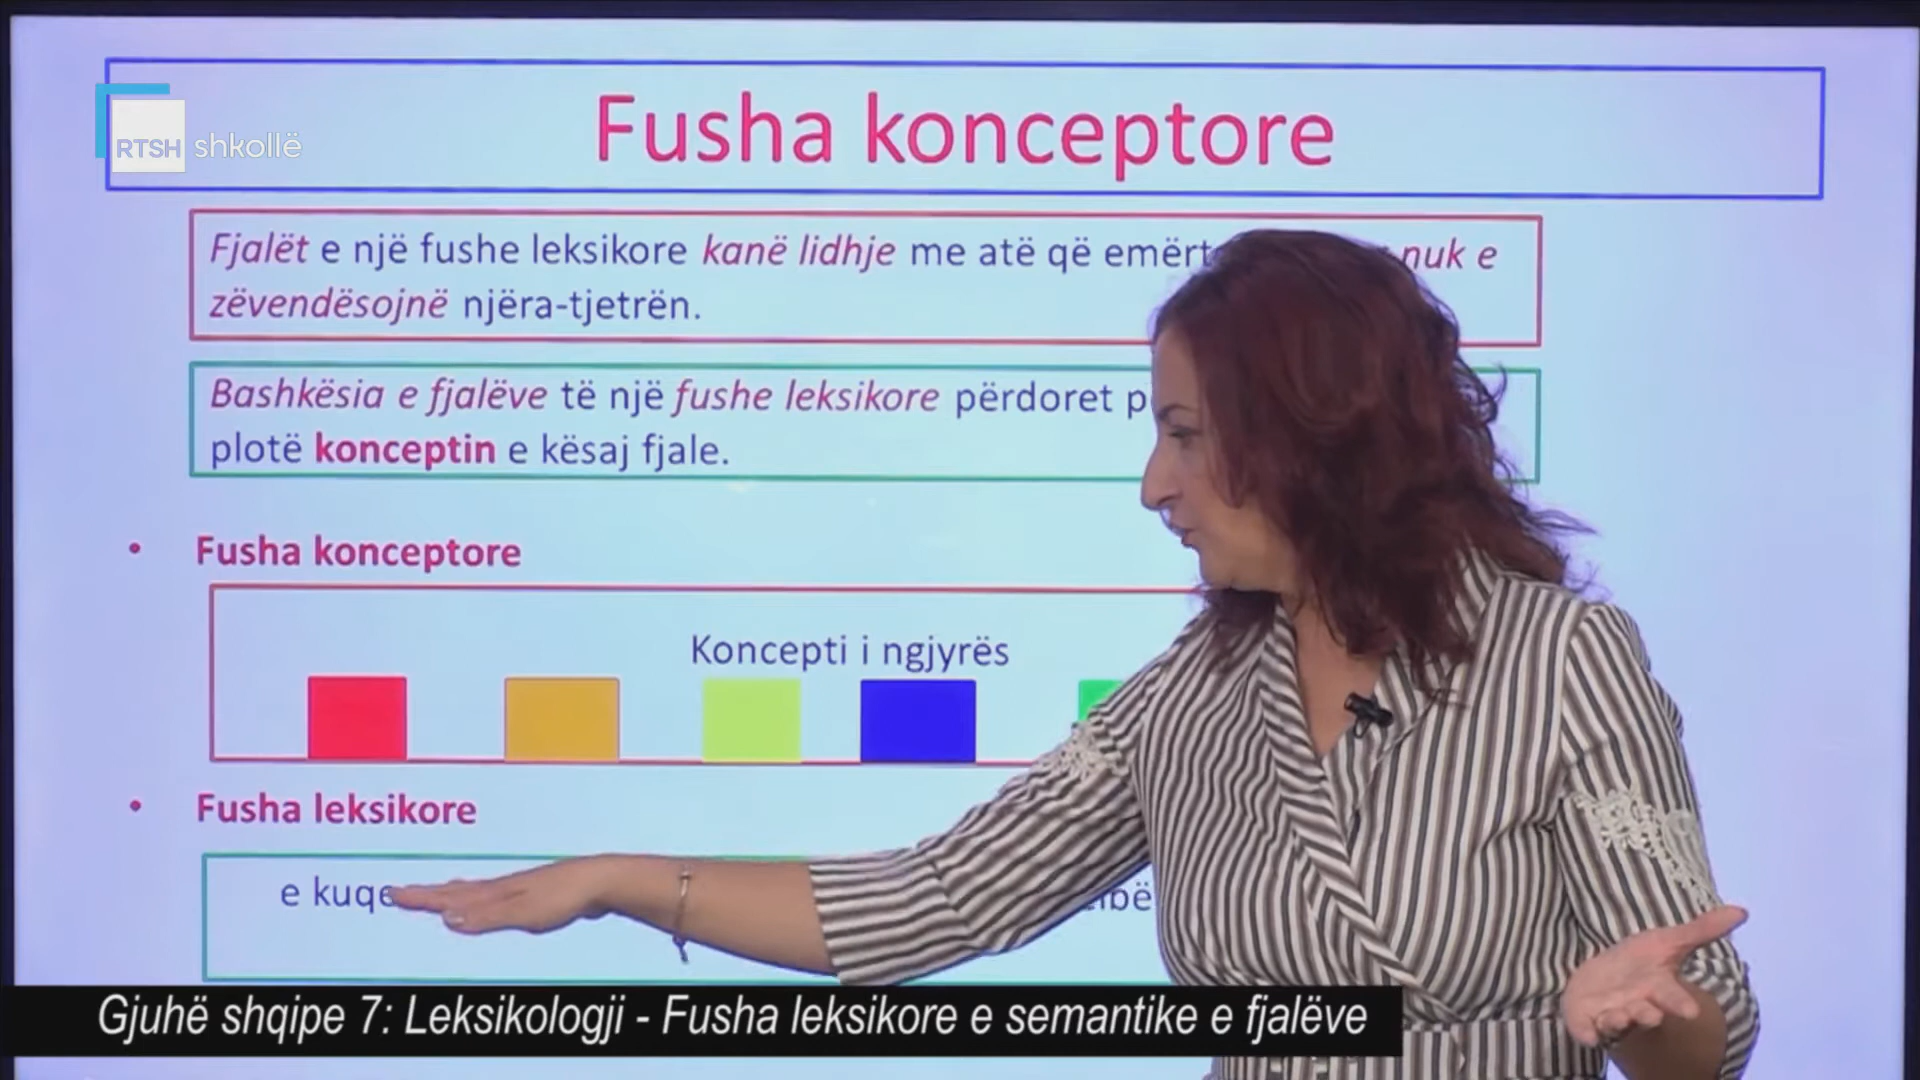 Fusha konceptore
RTSH shkollë
Fjalët e një fushe leksikore kanë lidhje me atë që nuk e
zëvendësojnë njëra-tjetrën.
Bashkësia e fjalëve të një fushe leksikore përdoret
plotë konceptin e kësaj fjale.
• Fusha konceptore
Koncepti i ngjyrës
• Fusha leksikore
e kuqe
Gjuhë shqipe 7: Leksikologji - Fusha leksikore e semantike e fjalëve